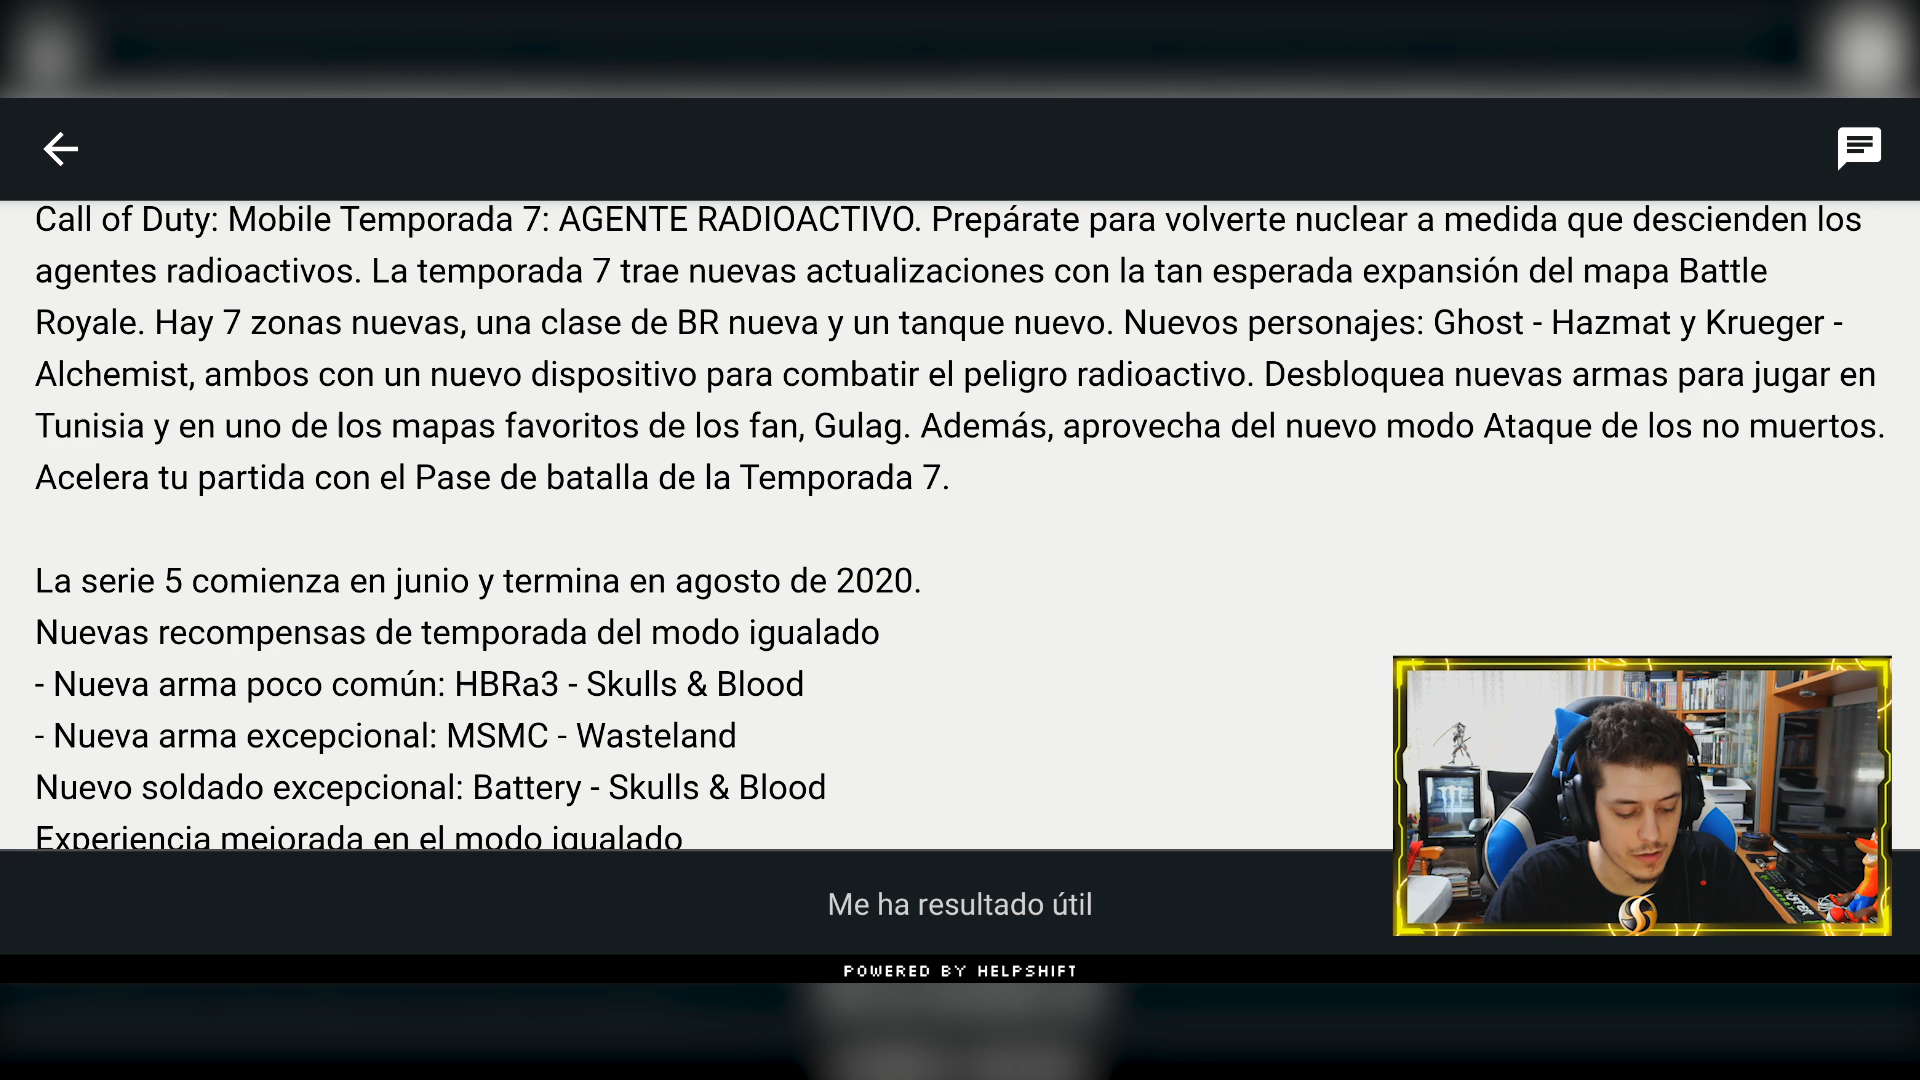 Call of Duty: Mobile Temporada 7: AGENTE RADIOACTIVO. Prepárate para volverte nuclear a medida que descienden los
agentes radioactivos. La temporada 7 trae nuevas actualizaciones con la tan esperada expansión del mapa Battle
Royale. Hay 7 zonas nuevas, una clase de BR nueva y un tanque nuevo. Nuevos personajes: Ghost - Hazmat y Krueger -
Alchemist, ambos con un nuevo dispositivo para combatir el peligro radioactivo. Desbloquea nuevas armas para jugar en
Tunisia y en uno de los mapas favoritos de los fan, Gulag. Además, aprovecha del nuevo modo Ataque de los no muertos.
Acelera tu partida con el Pase de batalla de la Temporada 7.
La serie 5 comienza en junio y termina en agosto de 2020.
Nuevas recompensas de temporada del modo igualado
- Nueva arma poco común: HBRa3 - Skulls & Blood
- Nueva arma excepcional: MSMC - Wasteland
Nuevo soldado excepcional: Battery - Skulls & Blood
Experiencia mejorada en el modo igualado
Me ha resultado útil
POWERED BY HELPSHIFT